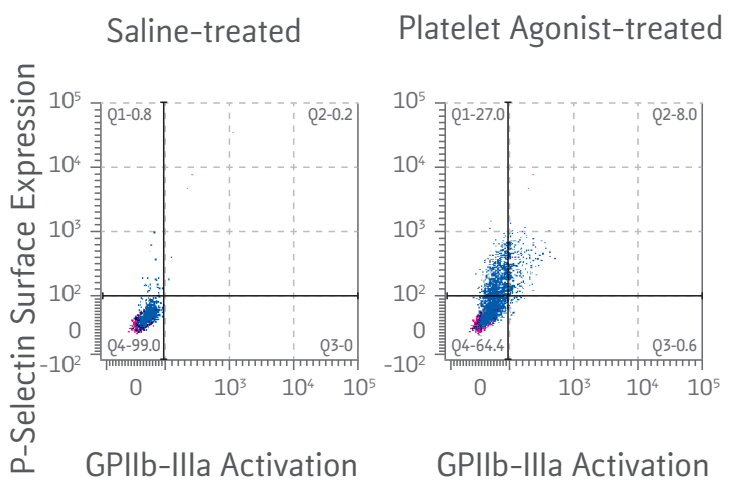 Saline-treated
Platelet Agonist-treated
P-Selectin Surface Expression
10⁵
10⁴
10³
10²
0
-10²
Q1-0.8
Q2-0.2
Q4-99.0
Q3-0
0
10³
10⁴
10⁵
GPIIb-IIIa Activation
10⁵
10⁴
10³
10²
0
-10²
Q1-27.0
Q2-8.0
Q4-64.4
Q3-0.6
0
10³
10⁴
10⁵
GPIIb-IIIa Activation